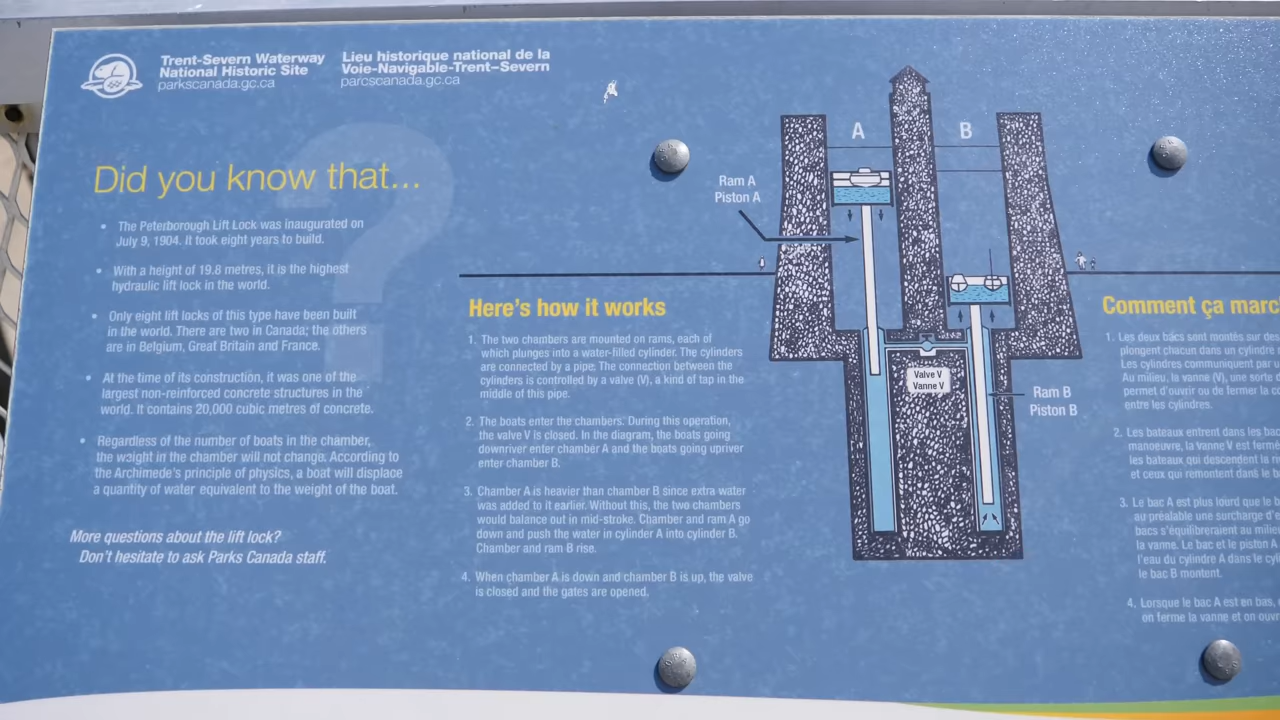 Trent-Severn Waterway
National Historic Site
parkscanada.gc.ca
Lieu historique national de la
Voie-Navigable-Trent–Severn
parcscanada.gc.ca
Did you know that...
• The Peterborough Lift Lock was inaugurated on
July 9, 1904. It took eight years to build.
• With a height of 19.8 metres, it is the highest
hydraulic lift lock in the world.
• Only eight lift locks of this type have been built
in the world. There are two in Canada; the others
are in Belgium, Great Britain and France.
• At the time of its construction, it was one of the
largest non-reinforced concrete structures in the
world. It contains 20,000 cubic metres of concrete.
• Regardless of the number of boats in the chamber,
the weight in the chamber will not change. According to
the Archimede's principle of physics, a boat will displace
a quantity of water equivalent to the weight of the boat.
More questions about the lift lock?
Don't hesitate to ask Parks Canada staff.
Here's how it works
1. The two chambers are mounted on rams, each of
which plunges into a water-filled cylinder. The cylinders
are connected by a pipe. The connection between the
cylinders is controlled by a valve (V), a kind of tap in the
middle of this pipe.
2. The boats enter the chambers. During this operation,
the valve V is closed. In the diagram, the boats going
downriver enter chamber A and the boats going upriver
enter chamber B.
3. Chamber A is heavier than chamber B since extra water
was added to it earlier. Without this, the two chambers
would balance out in mid-stroke. Chamber and ram A go
down and push the water in cylinder A into cylinder B.
Chamber and ram B rise.
4. When chamber A is down and chamber B is up, the valve
is closed and the gates are opened.
A
B
Ram A
Piston A
Valve V
Vanne V
Ram B
Piston B
Comment ça marc
1. Les deux bacs sont montés sur des
plongent chacun dans un cylindre
Les cylindres communiquent par u
Au milieu, la vanne (V), une sorte
permet d'ouvrir ou de fermer la co
entre les cylindres.
2. Les bateaux entrent dans les bac
manoeuvre, la vanne V est ferm
les bateaux qui descendent la ri
et ceux qui remontent dans le
3. Le bac A est plus lourd que le b
au préalable une surcharge d'e
bacs s'équilibreraient au milie
la vanne. Le bac et le piston A
l'eau du cylindre A dans le cyl
le bac B montent.
4. Lorsque le bac A est en bas,
on ferme la vanne et on ouvr